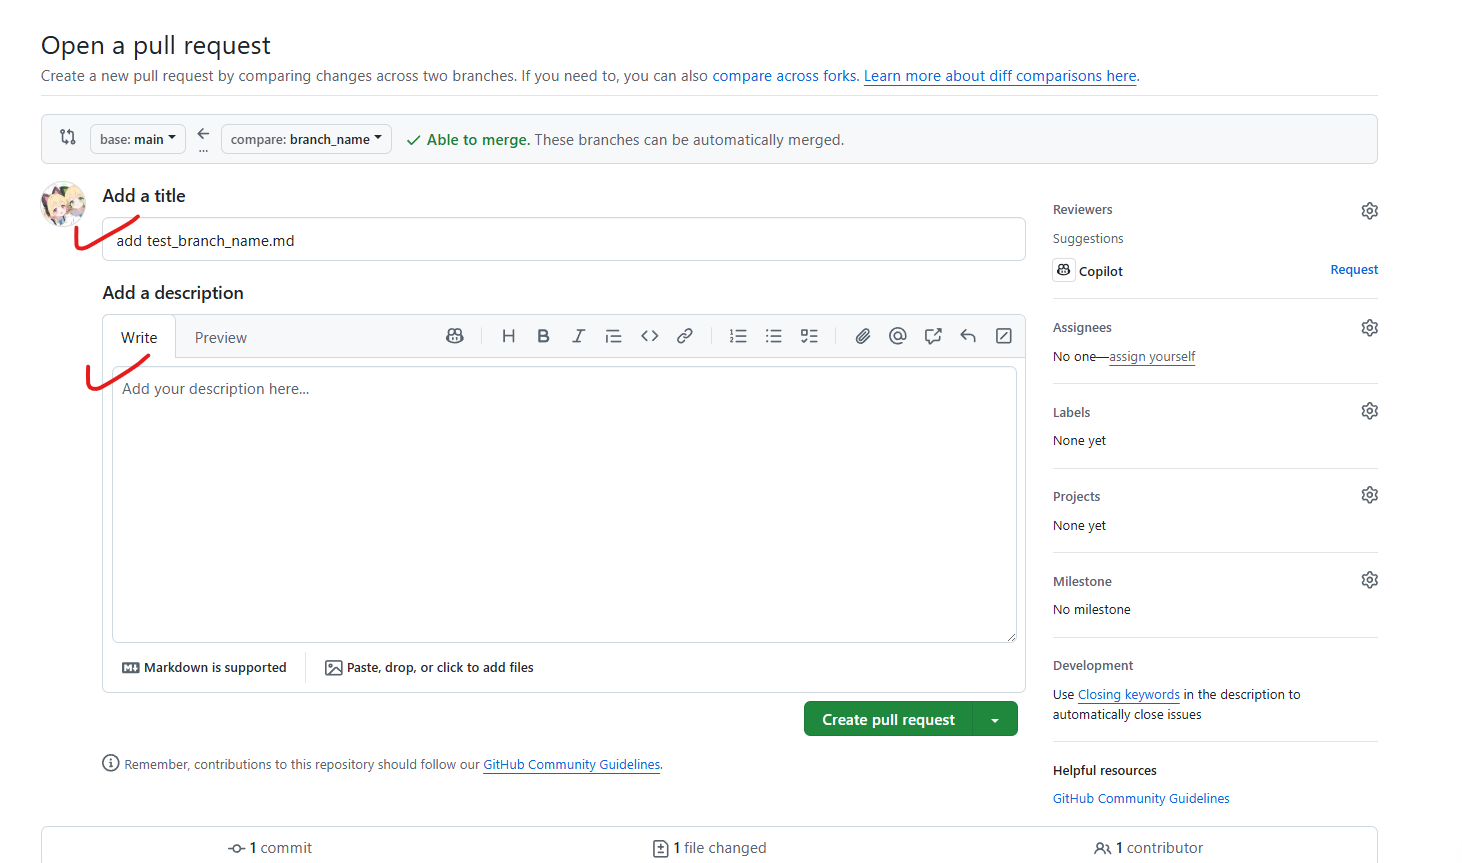 Open a pull request
Create a new pull request by comparing changes across two branches. If you need to, you can also compare across forks. Learn more about diff comparisons here.
base: main
...
compare: branch_name
Able to merge. These branches can be automatically merged.
Add a title
add test_branch_name.md
Add a description
Write
Preview
Add your description here...
Markdown is supported
Paste, drop, or click to add files
Create pull request
Remember, contributions to this repository should follow our GitHub Community Guidelines.
Reviewers
Suggestions
Copilot
Request
Assignees
No one—assign yourself
Labels
None yet
Projects
None yet
Milestone
No milestone
Development
Use Closing keywords in the description to
automatically close issues
Helpful resources
GitHub Community Guidelines
1 commit
1 file changed
1 contributor